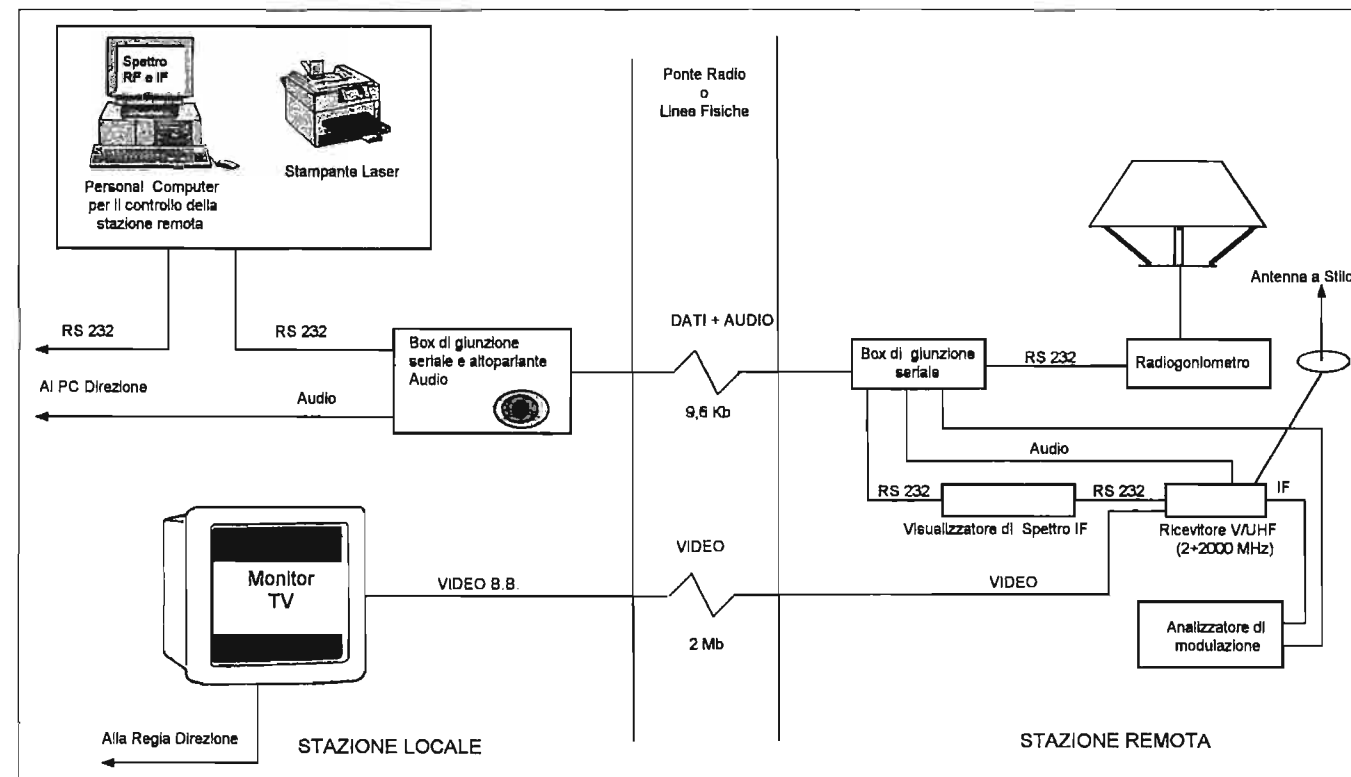 Spettro
RF e IF
Personal Computer
per il controllo della
stazione remota
Stampante Laser
Ponte Radio
o
Linee Fisiche
RS 232
RS 232
Al PC Direzione
Audio
Box di giunzione
seriale e altoparlante
Audio
DATI + AUDIO
9,6 Kb
Box di giunzione
seriale
RS 232
Radiogoniometro
Antenna a Stilo
Audio
RS 232
RS 232
IF
Visualizzatore di Spettro IF
Ricevitore V/UHF
(2+2000 MHz)
Monitor
TV
VIDEO B.B.
VIDEO
2 Mb
VIDEO
Analizzatore di
modulazione
Alla Regia Direzione
STAZIONE LOCALE
STAZIONE REMOTA